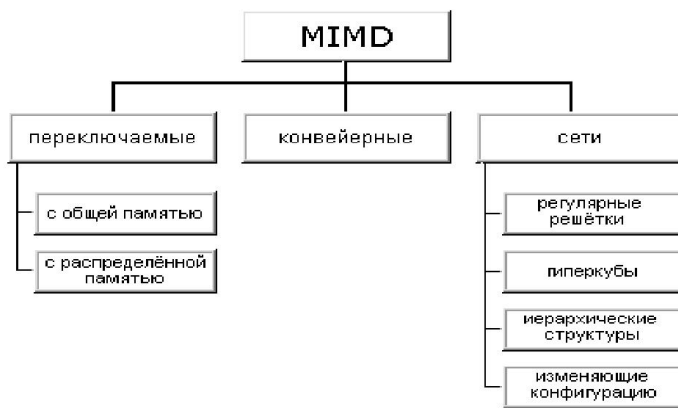 MIMD
переключаемые
конвейерные
сети
с общей памятью
с распределённой
памятью
регулярные
решётки
гиперкубы
иерархические
структуры
изменяющие
конфигурацию